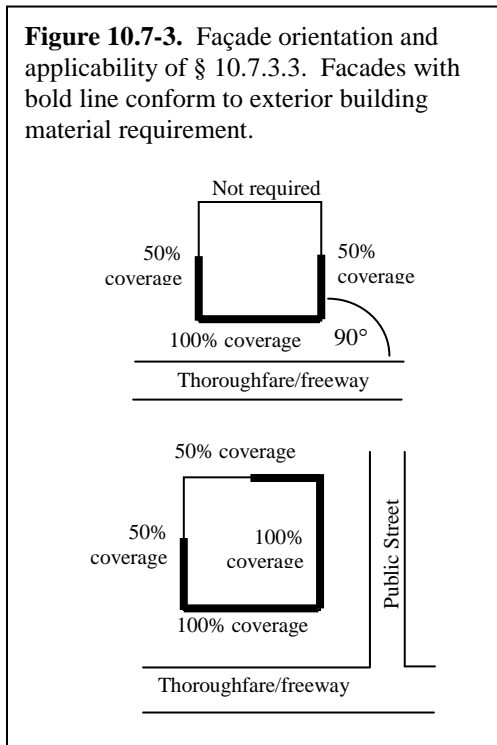 Figure 10.7-3. Façade orientation and
applicability of § 10.7.3.3. Facades with
bold line conform to exterior building
material requirement.
Not required
50%
coverage
50%
coverage
100% coverage
90°
Thoroughfare/freeway
50% coverage
50%
coverage
100%
coverage
Public Street
100% coverage
Thoroughfare/freeway